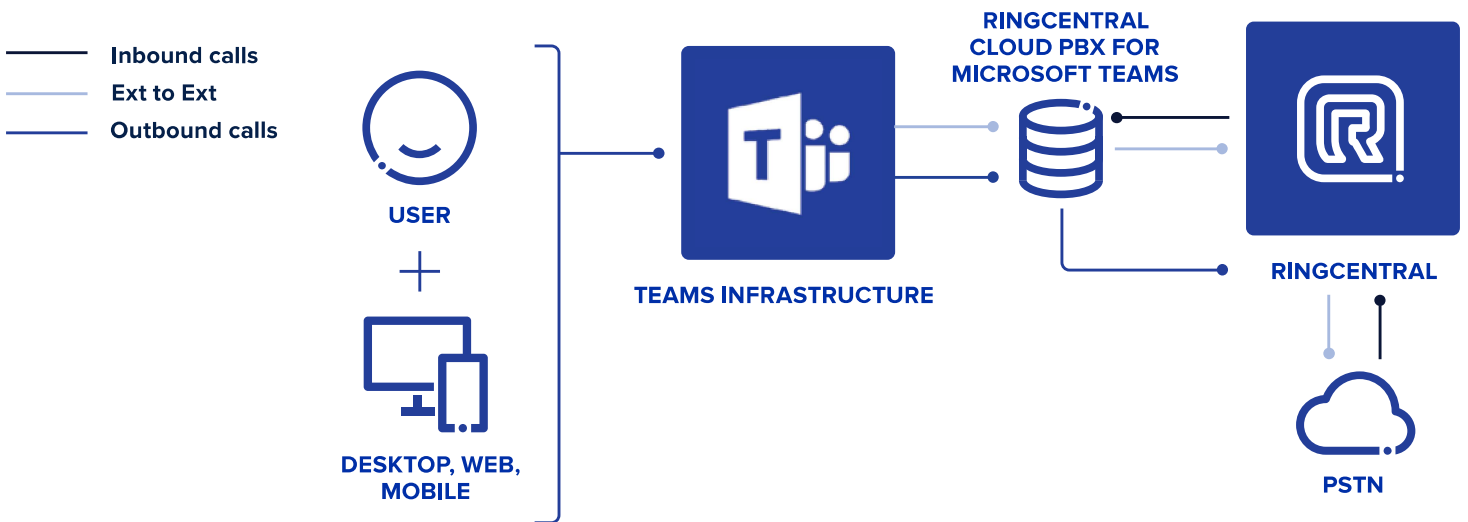 Inbound calls
Ext to Ext
Outbound calls
USER
DESKTOP, WEB,
MOBILE
T
TEAMS INFRASTRUCTURE
RINGCENTRAL
CLOUD PBX FOR
MICROSOFT TEAMS
R
RINGCENTRAL
PSTN